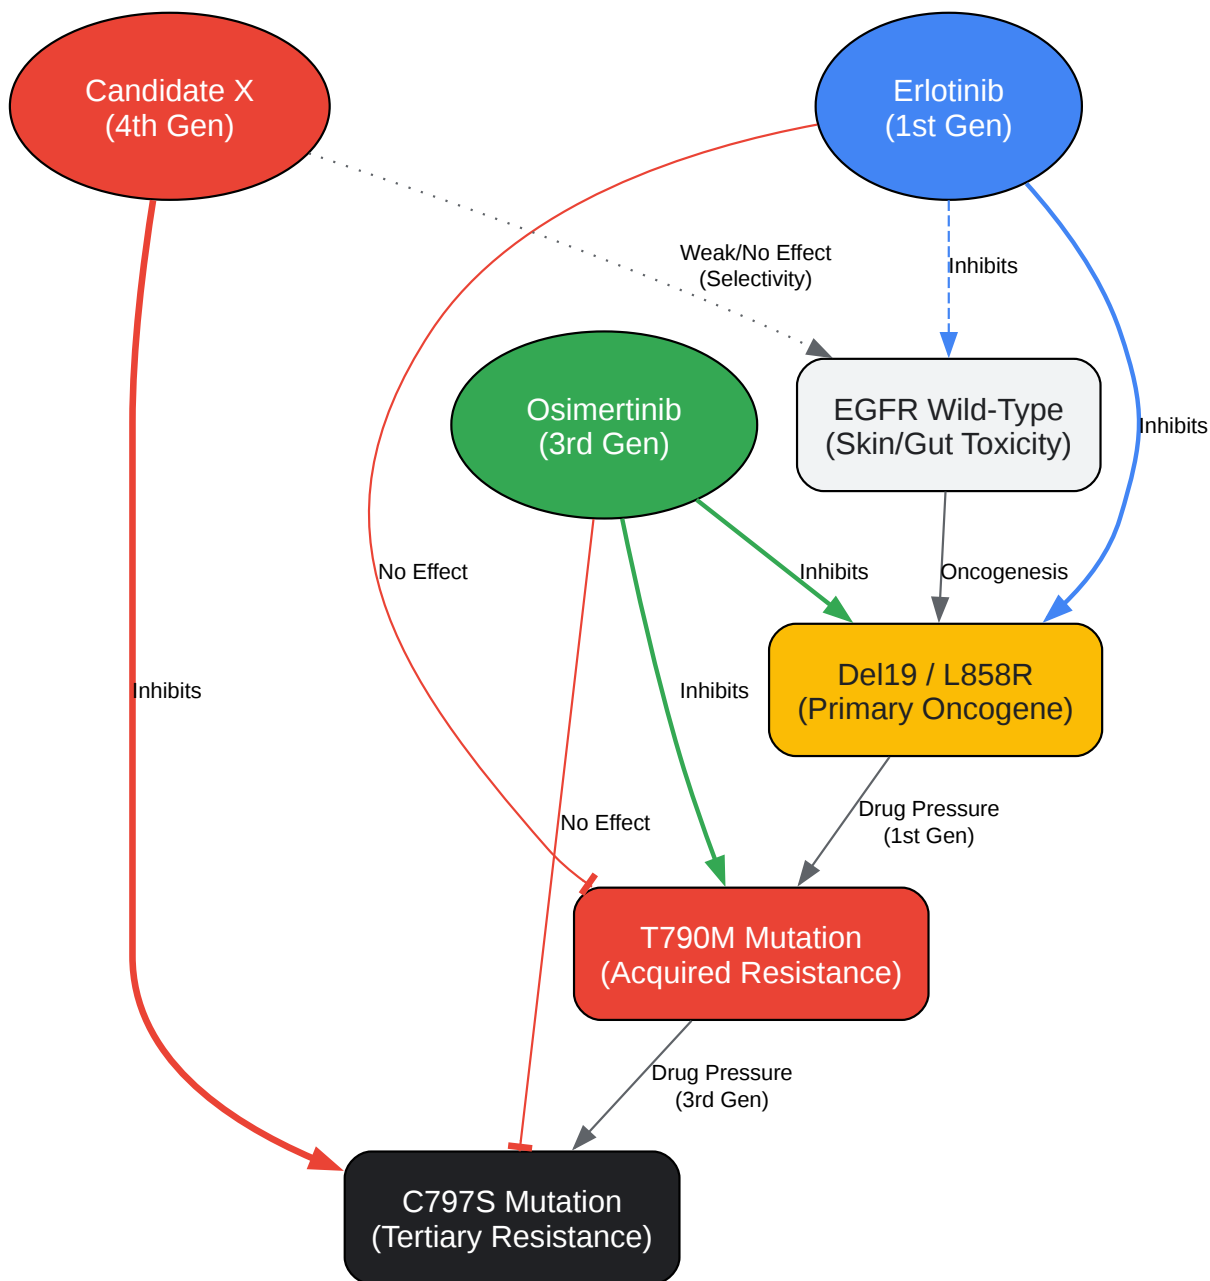 Candidate X
(4th Gen)
Erlotinib
(1st Gen)
Weak/No Effect
(Selectivity)
Inhibits
Osimertinib
(3rd Gen)
EGFR Wild-Type
(Skin/Gut Toxicity)
Inhibits
No Effect
Inhibits
Oncogenesis
Inhibits
Inhibits
Del19 / L858R
(Primary Oncogene)
No Effect
Drug Pressure
(1st Gen)
T790M Mutation
(Acquired Resistance)
Drug Pressure
(3rd Gen)
C797S Mutation
(Tertiary Resistance)